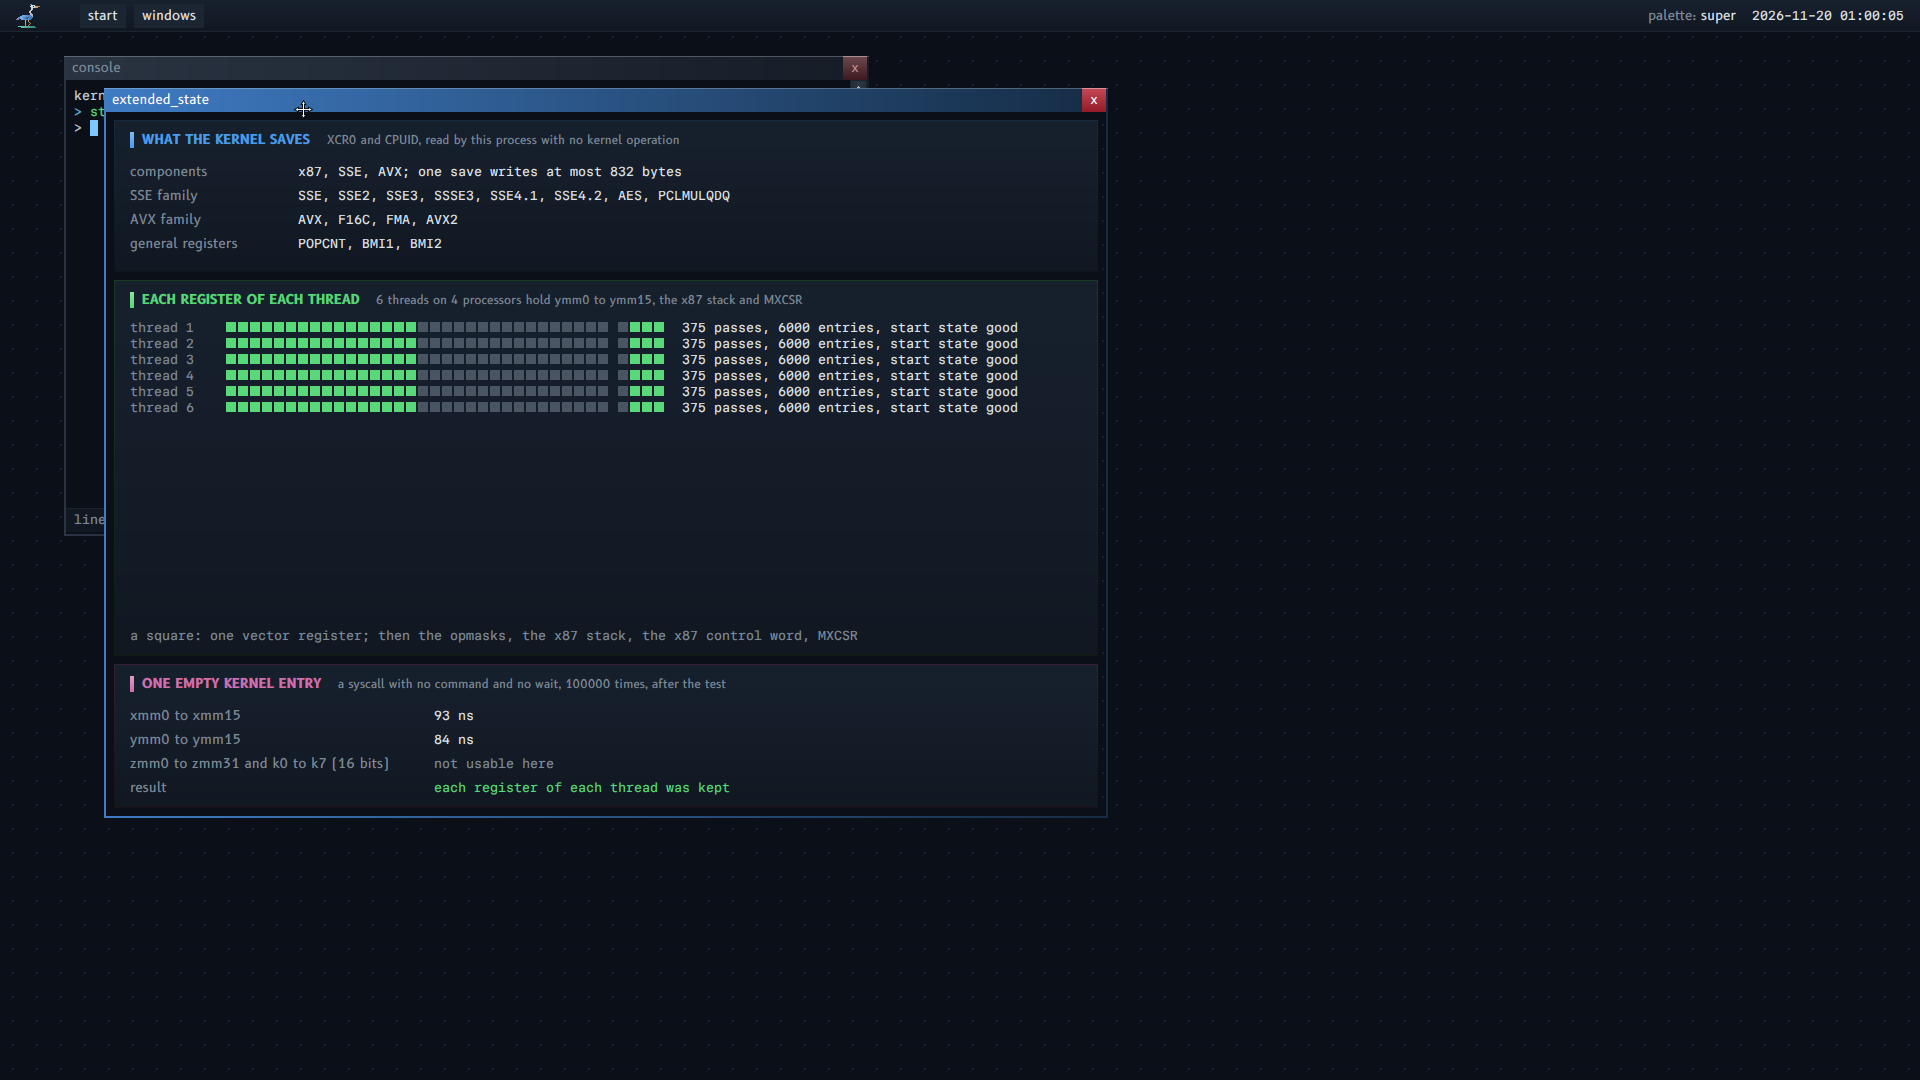 start windows palette: super 2026-11-20 01:00:05
console x
kern
> st
>
line
extended_state x
WHAT THE KERNEL SAVES XCR0 and CPUID, read by this process with no kernel operation
components x87, SSE, AVX; one save writes at most 832 bytes
SSE family SSE, SSE2, SSE3, SSSE3, SSE4.1, SSE4.2, AES, PCLMULQDQ
AVX family AVX, F16C, FMA, AVX2
general registers POPCNT, BMI1, BMI2
EACH REGISTER OF EACH THREAD 6 threads on 4 processors hold ymm0 to ymm15, the x87 stack and MXCSR
thread 1 375 passes, 6000 entries, start state good
thread 2 375 passes, 6000 entries, start state good
thread 3 375 passes, 6000 entries, start state good
thread 4 375 passes, 6000 entries, start state good
thread 5 375 passes, 6000 entries, start state good
thread 6 375 passes, 6000 entries, start state good
a square: one vector register; then the opmasks, the x87 stack, the x87 control word, MXCSR
ONE EMPTY KERNEL ENTRY a syscall with no command and no wait, 100000 times, after the test
xmm0 to xmm15 93 ns
ymm0 to ymm15 84 ns
zmm0 to zmm31 and k0 to k7 [16 bits] not usable here
result each register of each thread was kept